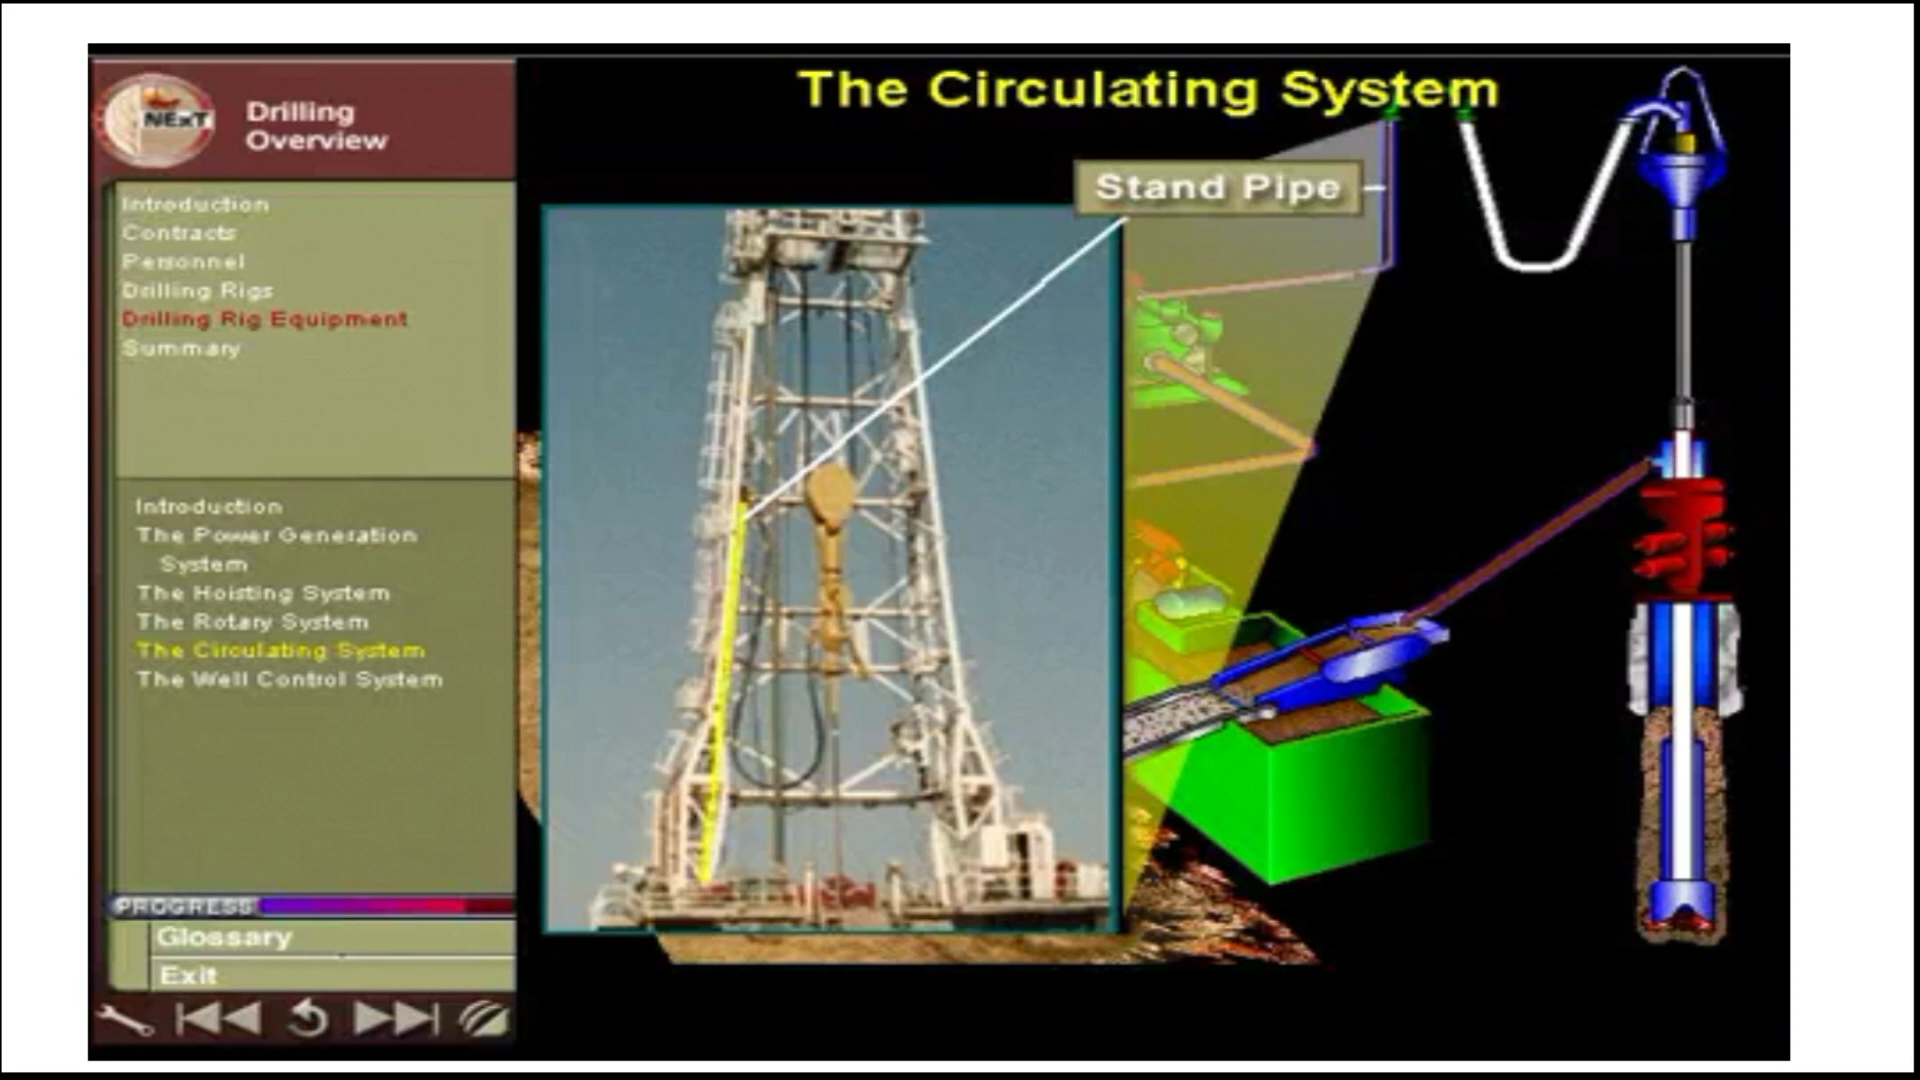 The Circulating System
NExT
Drilling
Overview
Introduction
Contracts
Personnel
Drilling Rigs
Drilling Rig Equipment
Summary
Introduction
The Power Generation
System
The Hoisting System
The Rotary System
The Circulating System
The Well Control System
PROGRESS
Glossary
Exit
Stand Pipe